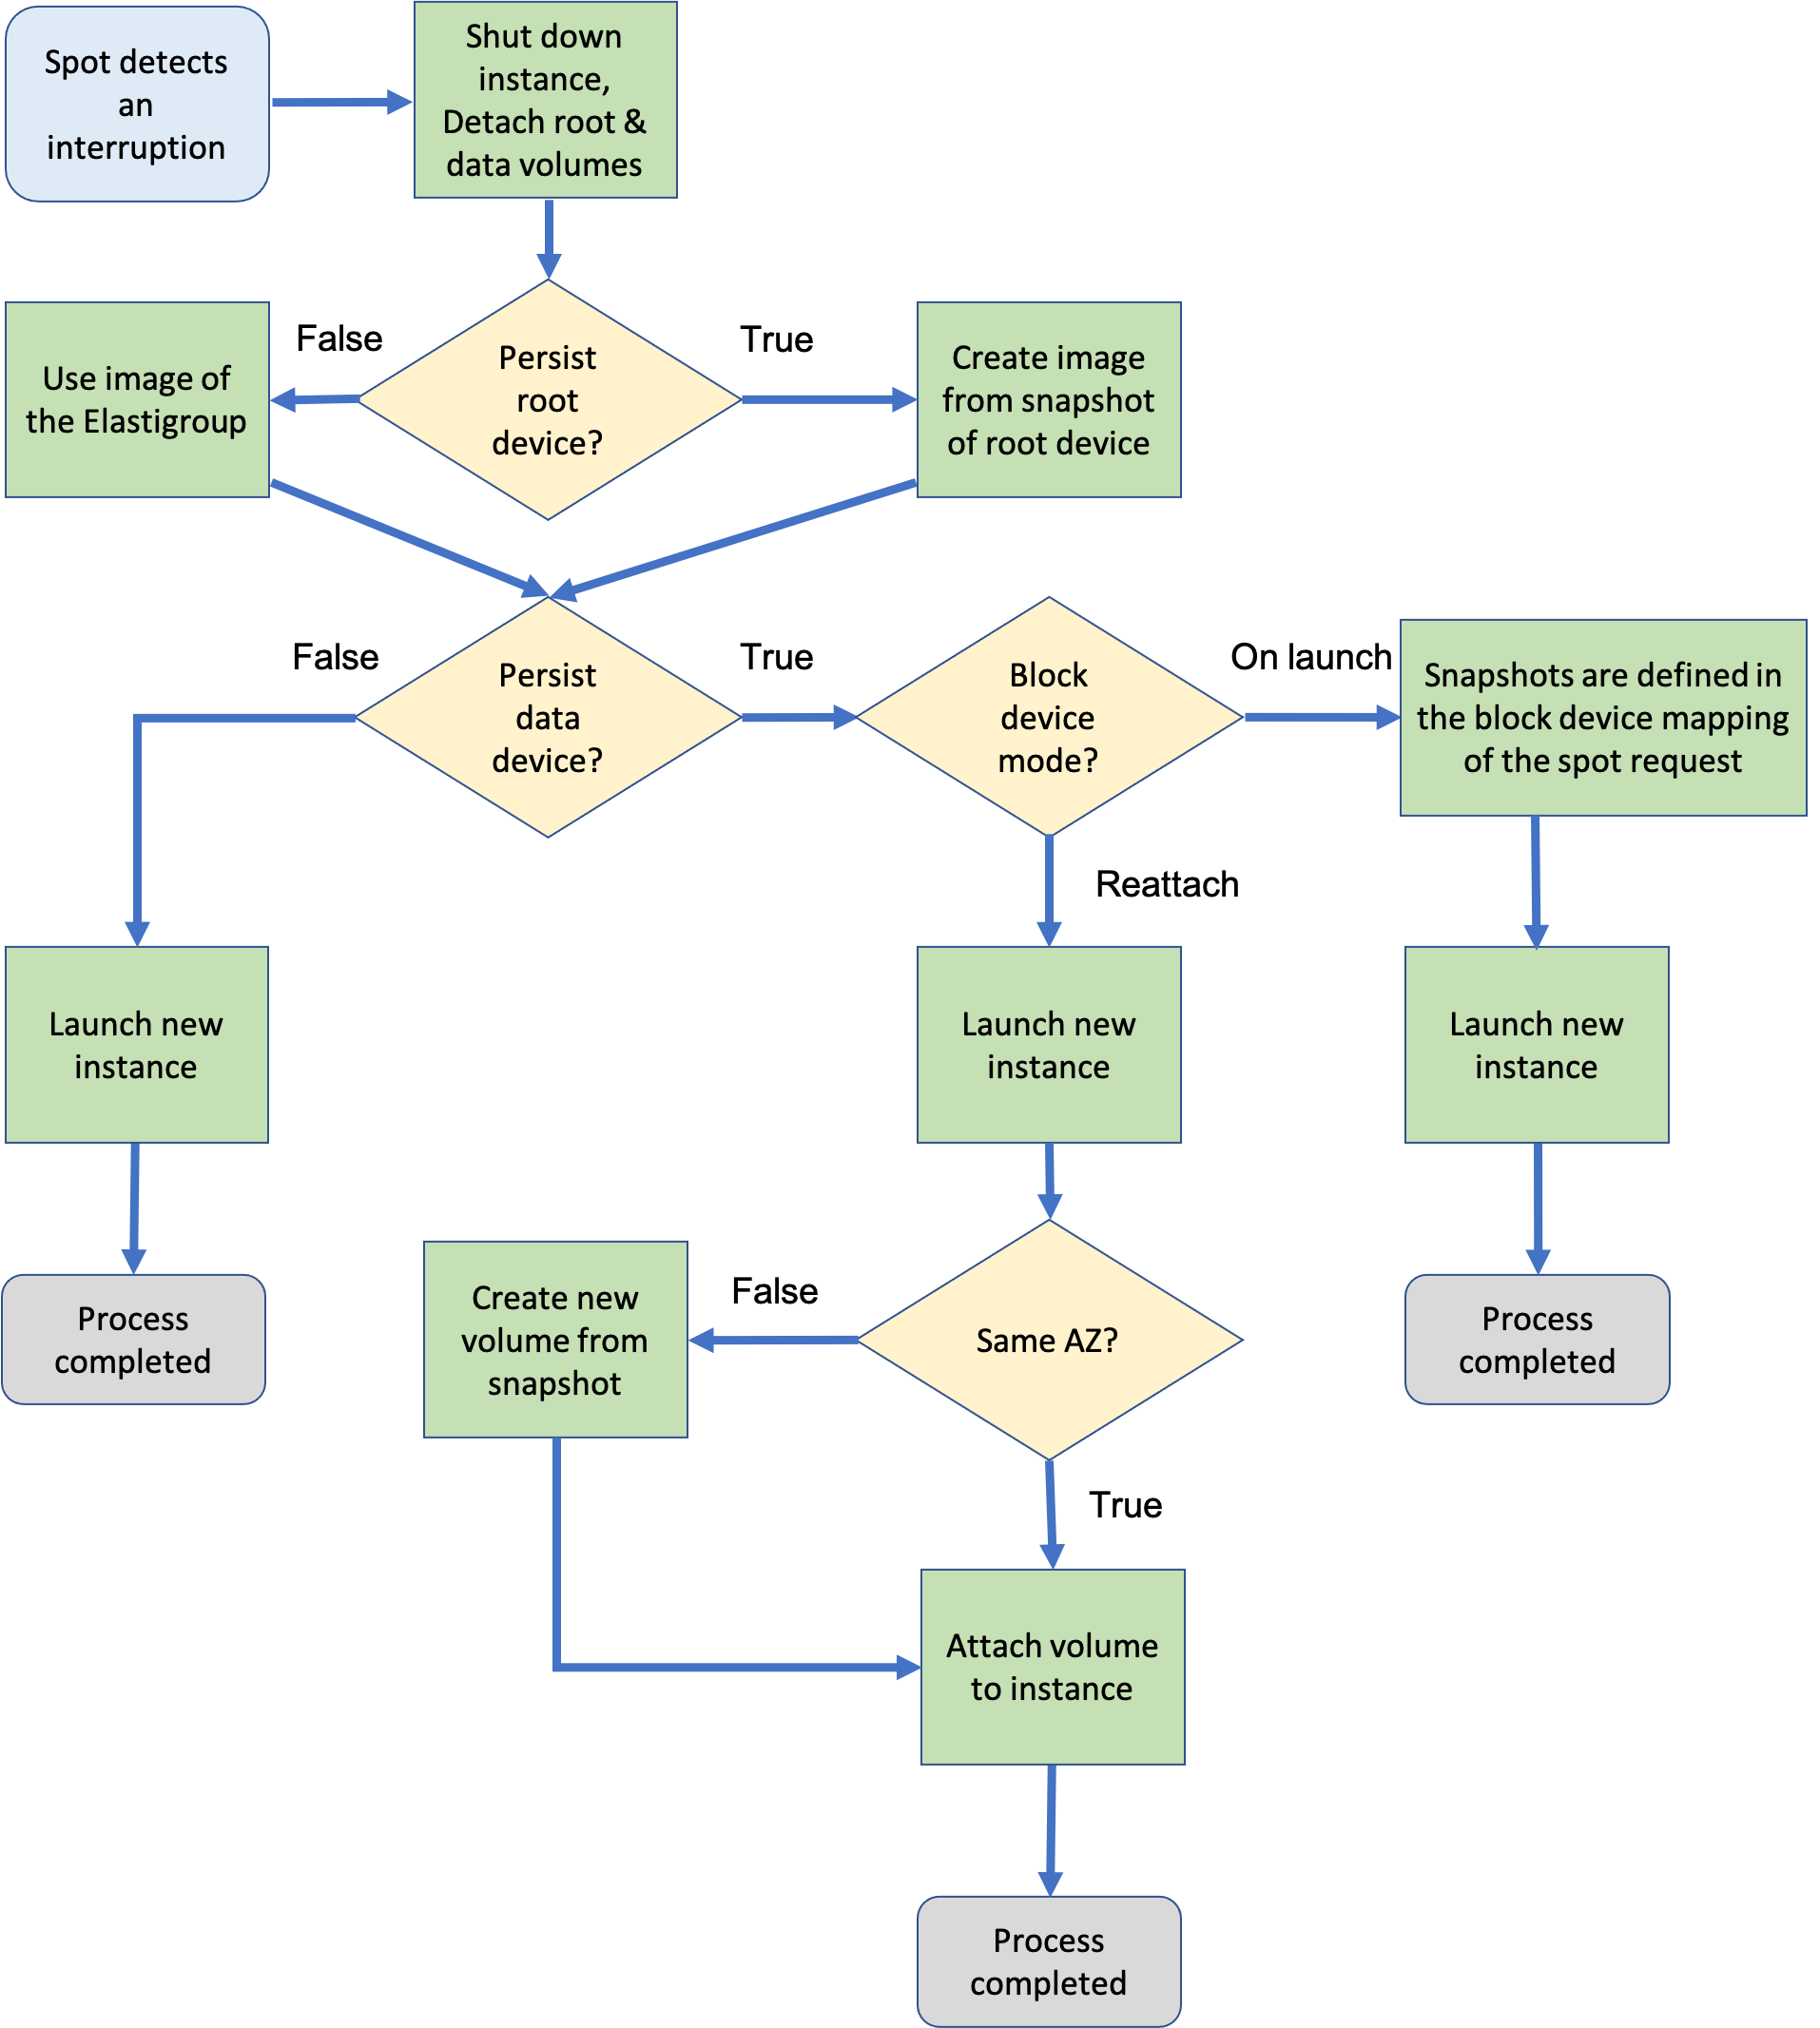 Spot detects
an
interruption
Shut down
instance,
Detach root &
data volumes
False
Persist
root
device?
True
Use image of
the Elastigroup
Create image
from snapshot
of root device
False
Persist
data
device?
True
Block
device
mode?
On launch
Snapshots are defined in
the block device mapping
of the spot request
Reattach
Launch new
instance
Launch new
instance
Launch new
instance
Process
completed
Create new
volume from
snapshot
False
Same AZ?
Process
completed
True
Attach volume
to instance
Process
completed